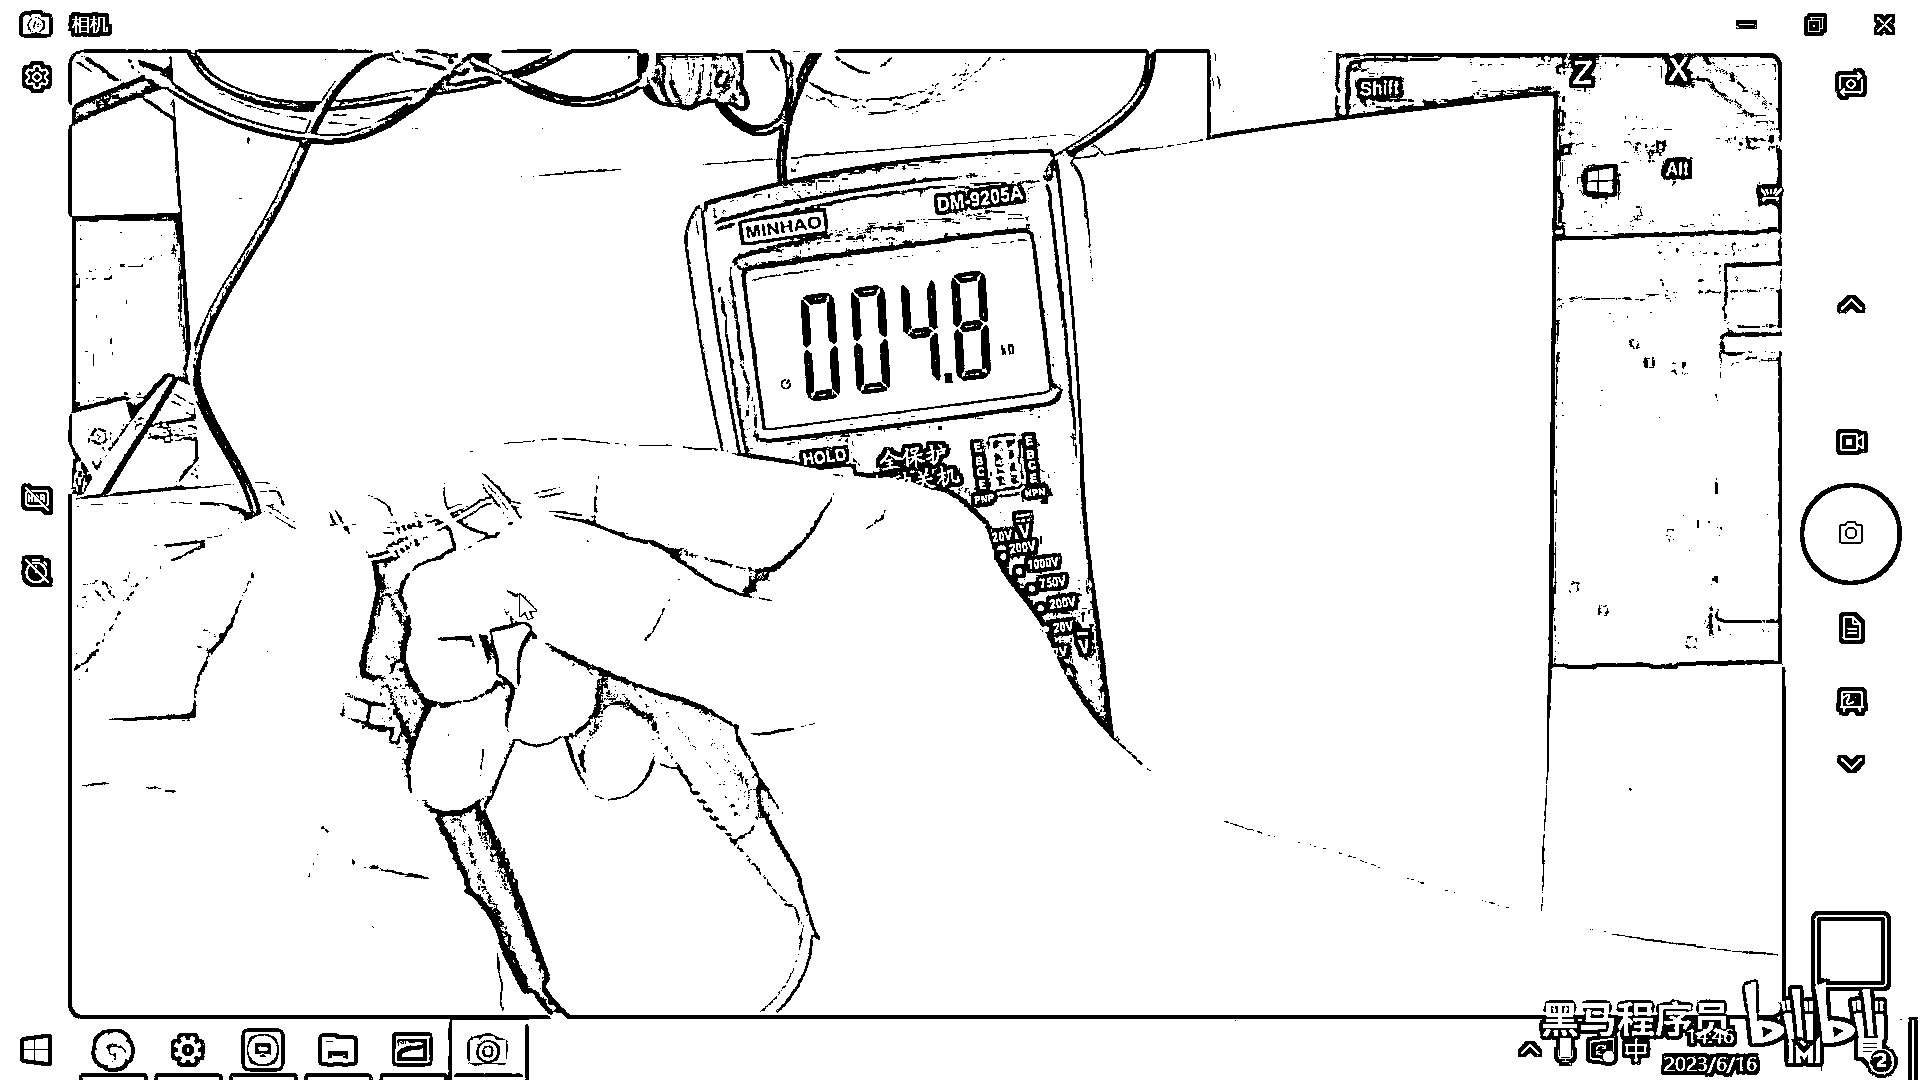 相机
Z X
Shift
Alt
DM-9205A
MINHAO
004.8
kΩ
HOLD
全保护
关机
E B C E
E B C E
PNP NPN
20V
200V
1000V
750V
200V
20V
黑马程序员 bilibili
14:46
中
2023/6/16
2